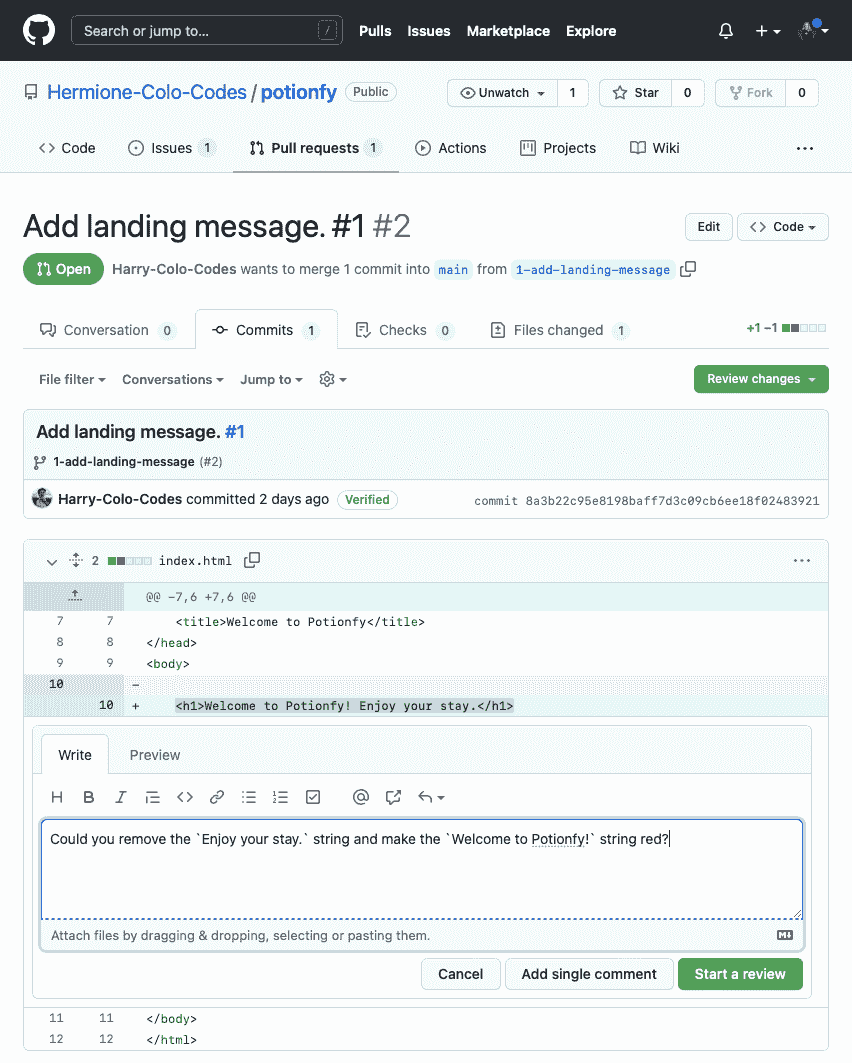 Search or jump to… /
Pulls Issues Marketplace Explore
Hermione-Colo-Codes / potionfy Public
Unwatch 1 Star 0 Fork 0
Code Issues 1 Pull requests 1 Actions Projects Wiki ...
Add landing message. #1 #2
Edit <> Code
Open Harry-Colo-Codes wants to merge 1 commit into main from 1-add-landing-message
Conversation 0 Commits 1 Checks 0 Files changed 1 +1 −1
File filter Conversations Jump to Review changes
Add landing message. #1
1-add-landing-message (#2)
Harry-Colo-Codes committed 2 days ago Verified commit 8a3b22c95e8198baff7d3c09cb6ee18f02483921
2 index.html ...
@@ -7,6 +7,6 @@
7 7 <title>Welcome to Potionfy</title>
8 8 </head>
9 9 <body>
10 -
10 + <h1>Welcome to Potionfy! Enjoy your stay.</h1>
Write Preview
H B I <> @
Could you remove the `Enjoy your stay.` string and make the `Welcome to Potionfy!` string red?
Attach files by dragging & dropping, selecting or pasting them.
Cancel Add single comment Start a review
11 11 </body>
12 12 </html>